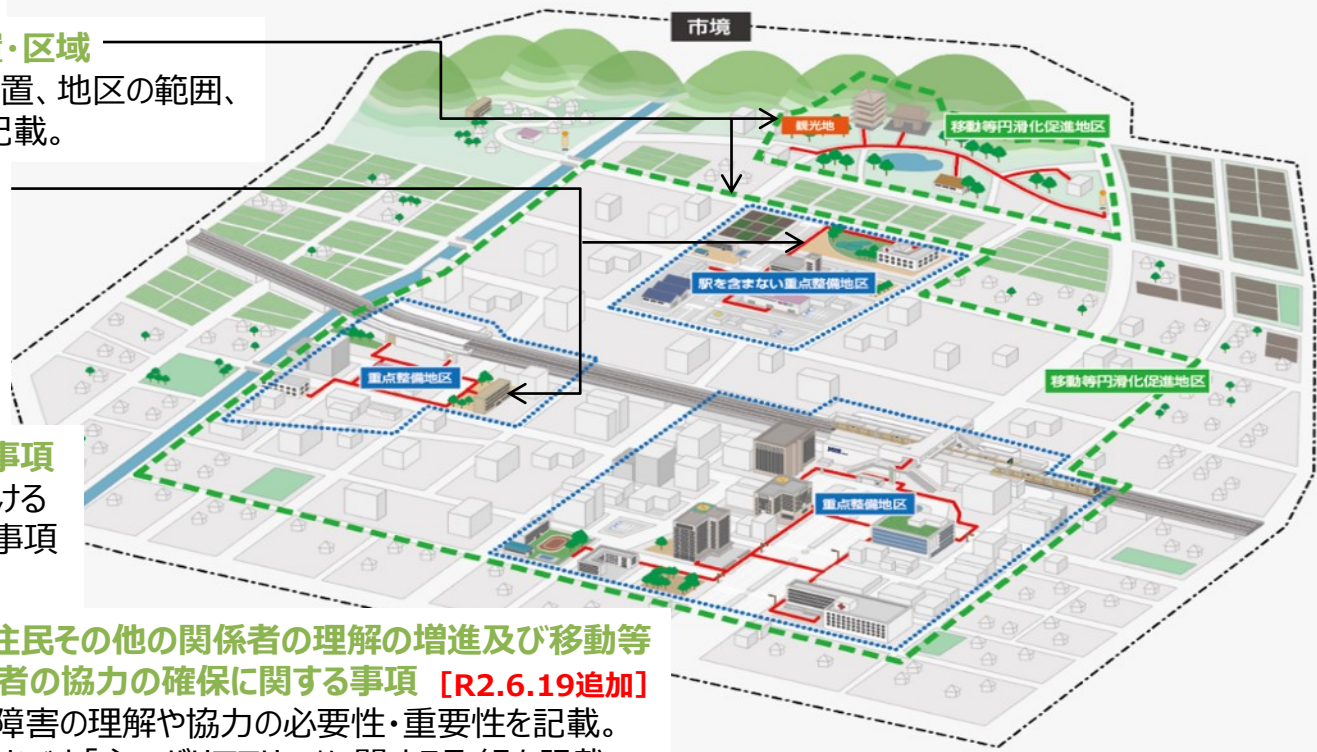 市境
・区域
置、地区の範囲、
記載。
観光地
移動等円滑化促進地区
駅を含まない重点整備地区
重点整備地区
移動等円滑化促進地区
事項
ける
事項
重点整備地区
住民その他の関係者の理解の増進及び移動等
者の協力の確保に関する事項 [R2.6.19追加]
障害の理解や協力の必要性・重要性を記載。